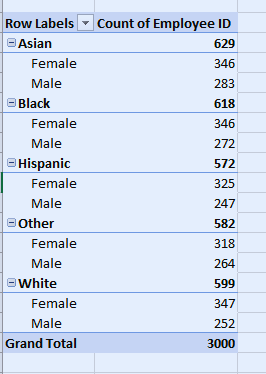 Row Labels Count of Employee ID
Asian 629
Female 346
Male 283
Black 618
Female 346
Male 272
Hispanic 572
Female 325
Male 247
Other 582
Female 318
Male 264
White 599
Female 347
Male 252
Grand Total 3000